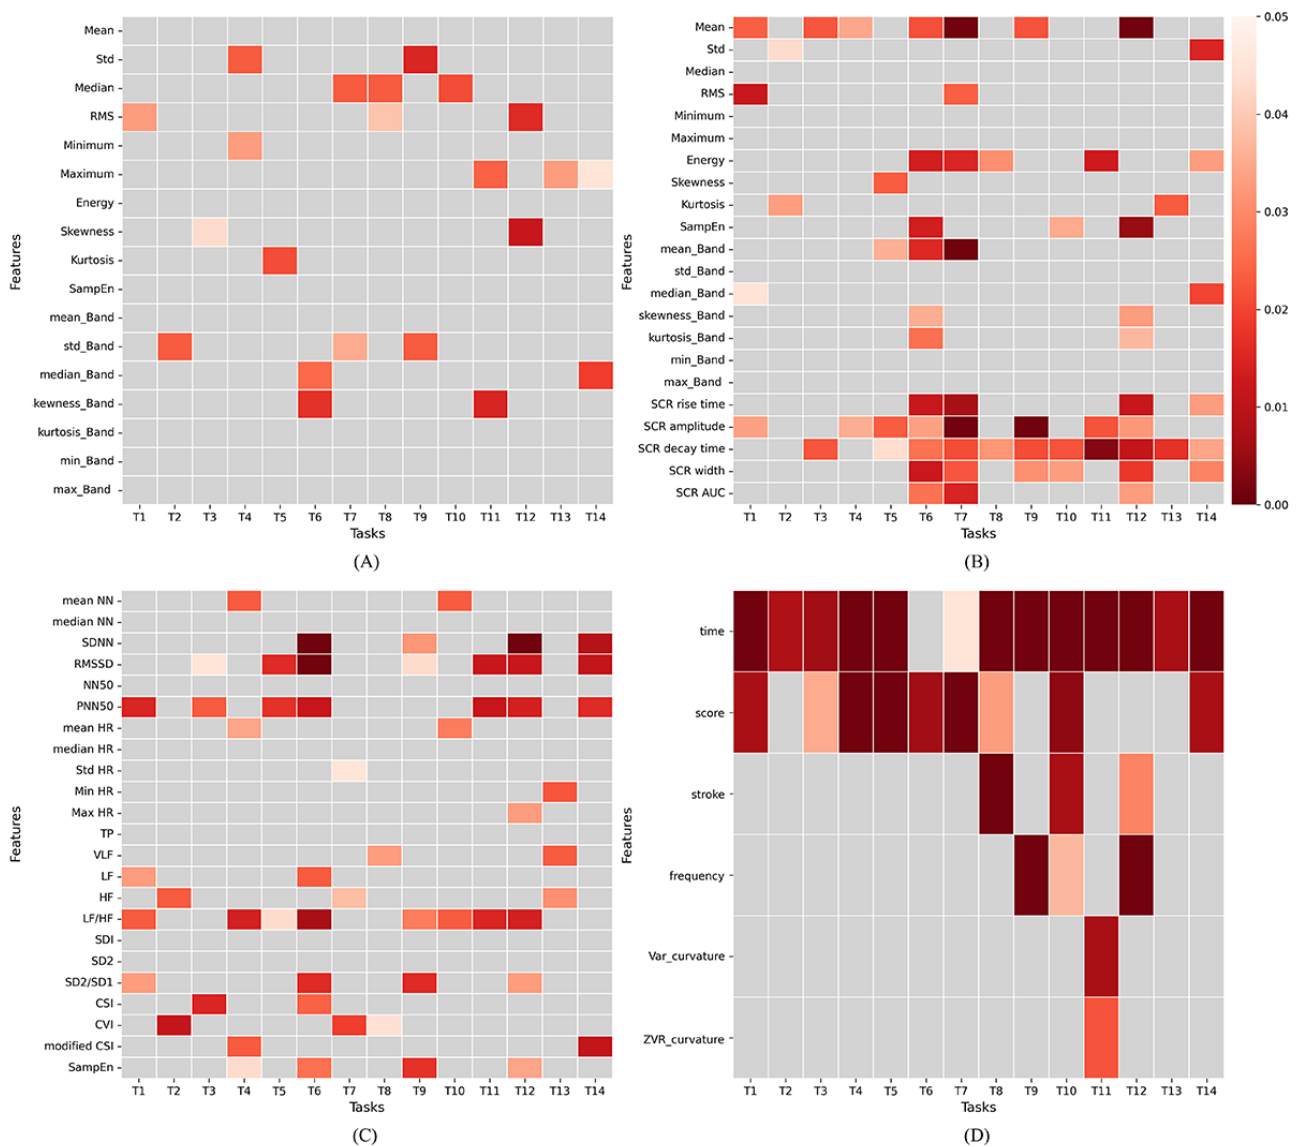 Mean
Std
Median
RMS
Minimum
Maximum
Energy
Skewness
Kurtosis
SampEn
mean_Band
std_Band
median_Band
kewness_Band
kurtosis_Band
min_Band
max_Band
Features
T1 T2 T3 T4 T5 T6 T7 T8 T9 T10 T11 T12 T13 T14
Tasks
(A)
Mean
Std
Median
RMS
Minimum
Maximum
Energy
Skewness
Kurtosis
SampEn
mean_Band
std_Band
median_Band
skewness_Band
kurtosis_Band
min_Band
max_Band
SCR rise time
SCR amplitude
SCR decay time
SCR width
SCR AUC
Features
T1 T2 T3 T4 T5 T6 T7 T8 T9 T10 T11 T12 T13 T14
Tasks
0.05
0.04
0.03
0.02
0.01
0.00
(B)
mean NN
median NN
SDNN
RMSSD
NN50
PNN50
mean HR
median HR
Std HR
Min HR
Max HR
TP
VLF
LF
HF
LF/HF
SDI
SD2
SD2/SD1
CSI
CVI
modified CSI
SampEn
Features
T1 T2 T3 T4 T5 T6 T7 T8 T9 T10 T11 T12 T13 T14
Tasks
(C)
time
score
stroke
frequency
Var_curvature
ZVR_curvature
Features
T1 T2 T3 T4 T5 T6 T7 T8 T9 T10 T11 T12 T13 T14
Tasks
(D)